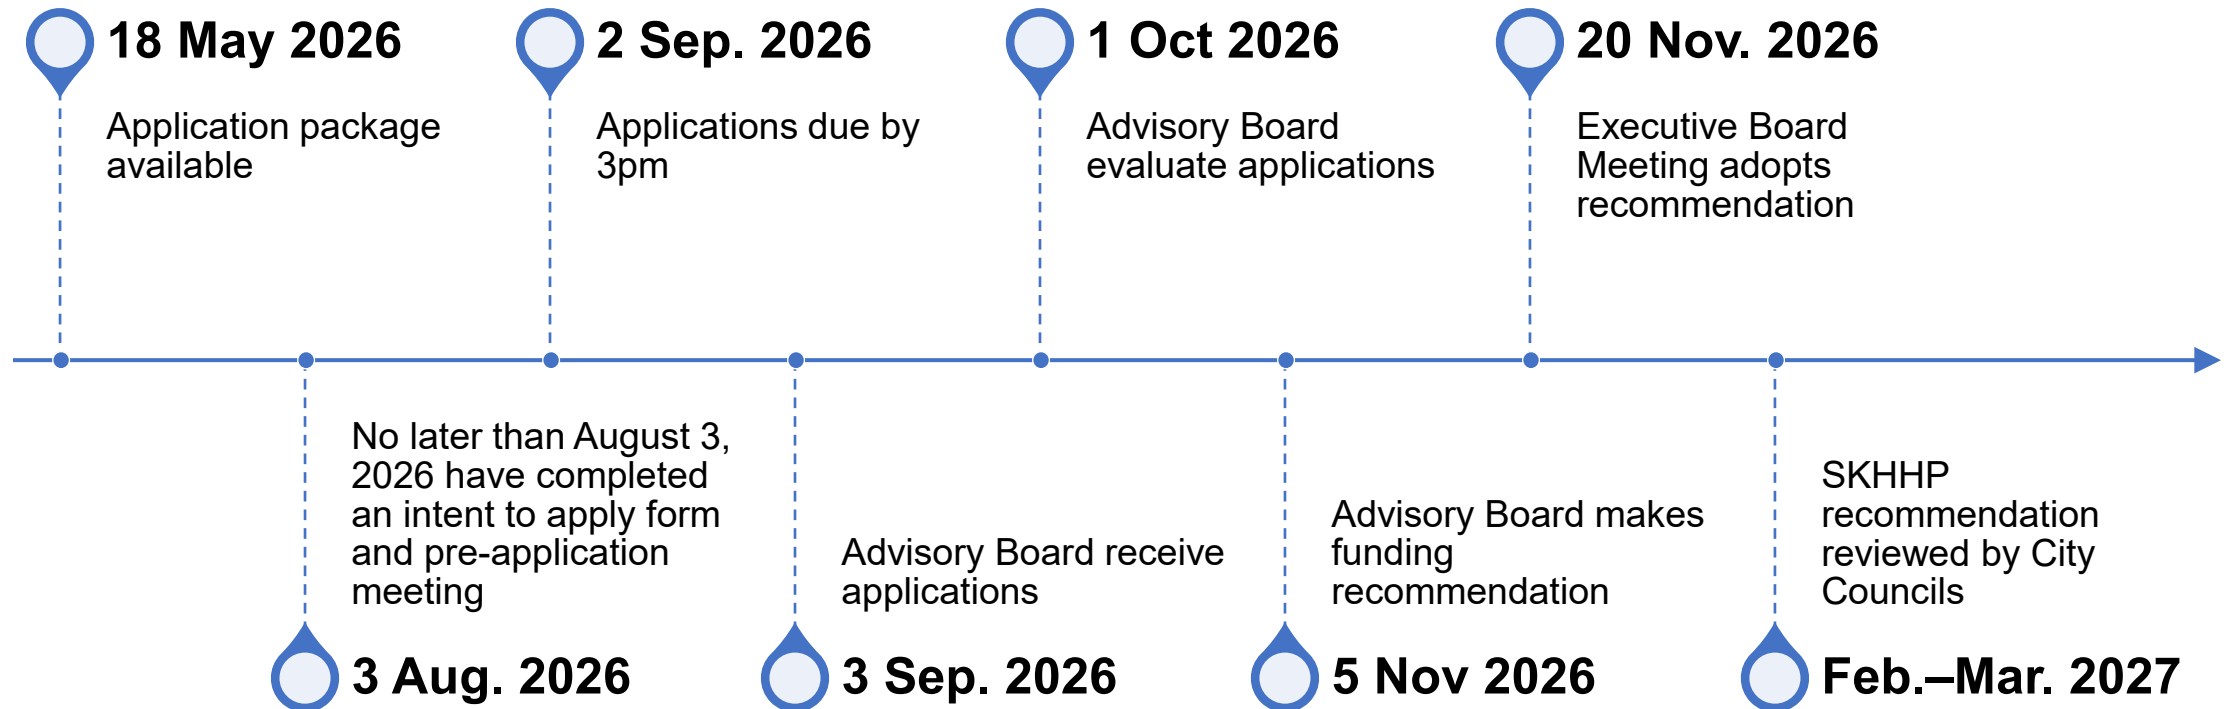 18 May 2026
Application package
available
2 Sep. 2026
Applications due by
3pm
1 Oct 2026
Advisory Board
evaluate applications
20 Nov. 2026
Executive Board
Meeting adopts
recommendation
No later than August 3,
2026 have completed
an intent to apply form
and pre-application
meeting
3 Aug. 2026
Advisory Board receive
applications
3 Sep. 2026
Advisory Board makes
funding
recommendation
5 Nov 2026
SKHHP
recommendation
reviewed by City
Councils
Feb.–Mar. 2027